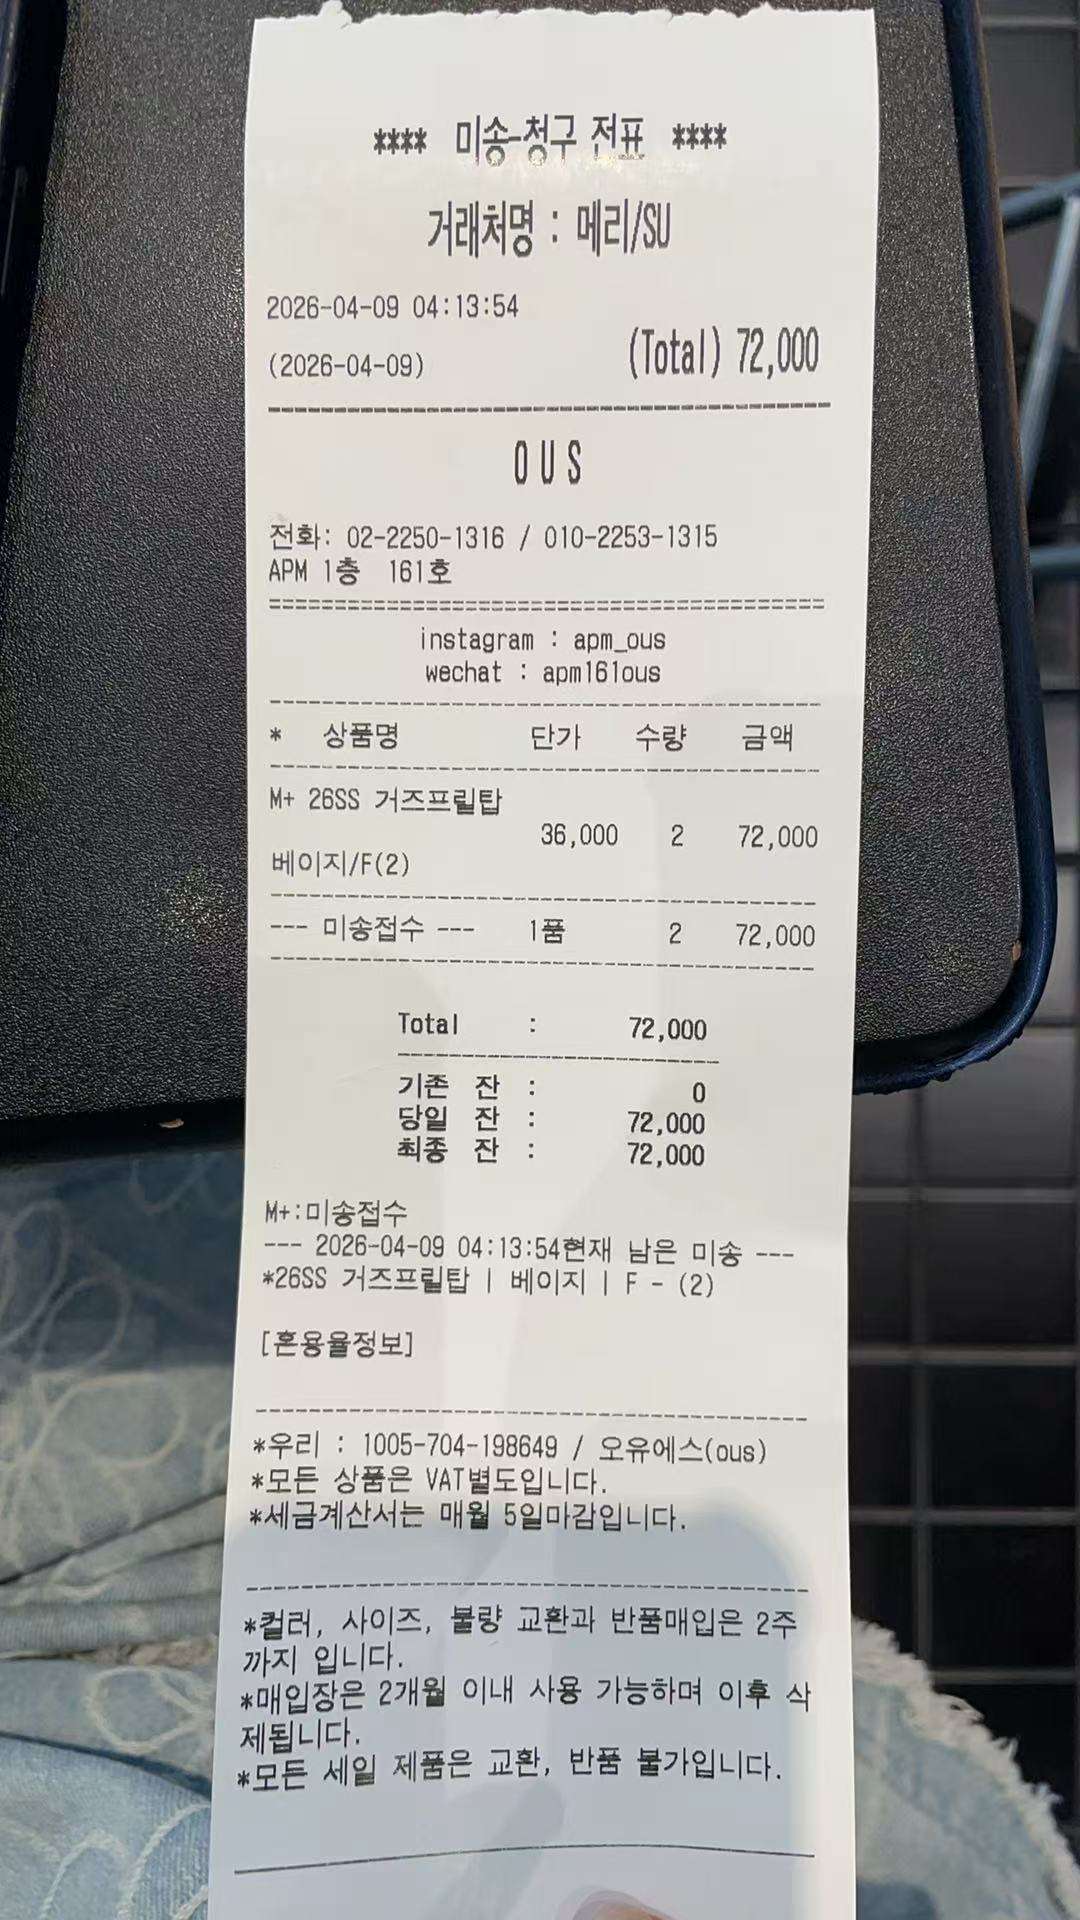 **** 미송-청구 전표 ****
거래처명 : 메리/SU
2026-04-09 04:13:54
(2026-04-09) (Total) 72,000
OUS
전화: 02-2250-1316 / 010-2253-1315
APM 1층 161호
instagram : apm_ous
wechat : apm161ous
* 상품명 단가 수량 금액
M+ 26SS 거즈프릴탑
36,000 2 72,000
베이지/F(2)
--- 미송접수 --- 1품 2 72,000
Total : 72,000
기존 잔 : 0
당일 잔 : 72,000
최종 잔 : 72,000
M+:미송접수
--- 2026-04-09 04:13:54현재 남은 미송 ---
*26SS 거즈프릴탑 | 베이지 | F - (2)
[혼용율정보]
*우리 : 1005-704-198649 / 오유에스(ous)
*모든 상품은 VAT별도입니다.
*세금계산서는 매월 5일마감입니다.
*컬러, 사이즈, 불량 교환과 반품매입은 2주
까지 입니다.
*매입장은 2개월 이내 사용 가능하며 이후 삭
제됩니다.
*모든 세일 제품은 교환, 반품 불가입니다.